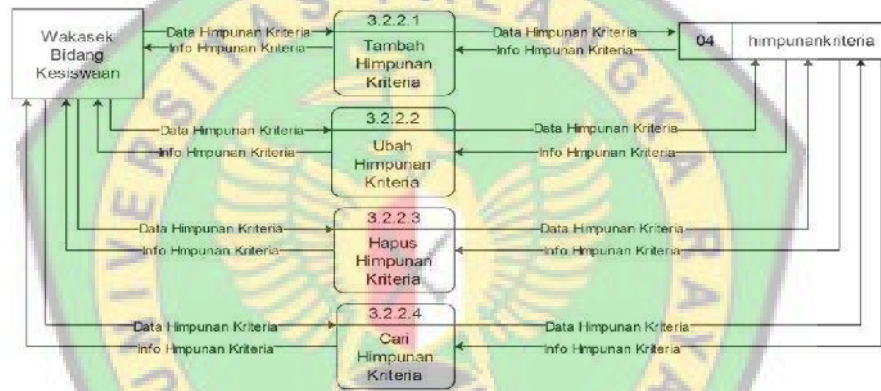 Wakasek
Bidang
Kesiswaan
Data Himpunan Kriteria
Info Hmpunan Kriteria
3.2.2.1
Tambah
Himpunan
Kriteria
Data Himpunan Kriteria
Info Hmpunan Kriteria
04 himpunankriteria
Data Himpunan Kriteria
Info Hmpunan Kriteria
3.2.2.2
Ubah
Himpunan
Kriteria
Data Himpunan Kriteria
Info Hmpunan Kriteria
Data Himpunan Kriteria
Info Hmpunan Kriteria
3.2.2.3
Hapus
Himpunan
Kriteria
Data Himpunan Kriteria
Info Hmpunan Kriteria
Data Himpunan Kriteria
Info Hmpunan Kriteria
3.2.2.4
Cari
Himpunan
Kriteria
Data Himpunan Kriteria
Info Hmpunan Kriteria